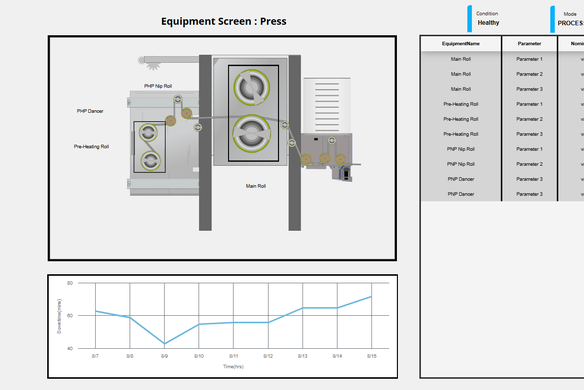 Equipment Screen : Press
Condition
Healthy
Mode
PROCESS
PHP Nip Roll
PHP Dancer
Pre-Heating Roll
Main Roll
EquipmentName Parameter Nomi
Main Roll Parameter 1
Main Roll Parameter 2
Main Roll Parameter 3
Pre-Heating Roll Parameter 1
Pre-Heating Roll Parameter 2
Pre-Heating Roll Parameter 3
PNP Nip Roll Parameter 1
PNP Nip Roll Parameter 2
PNP Dancer Parameter 3
PNP Dancer Parameter 3
80
60
40
8/7 8/8 8/9 8/10 8/11 8/12 8/13 8/14 8/15
Time(hrs)